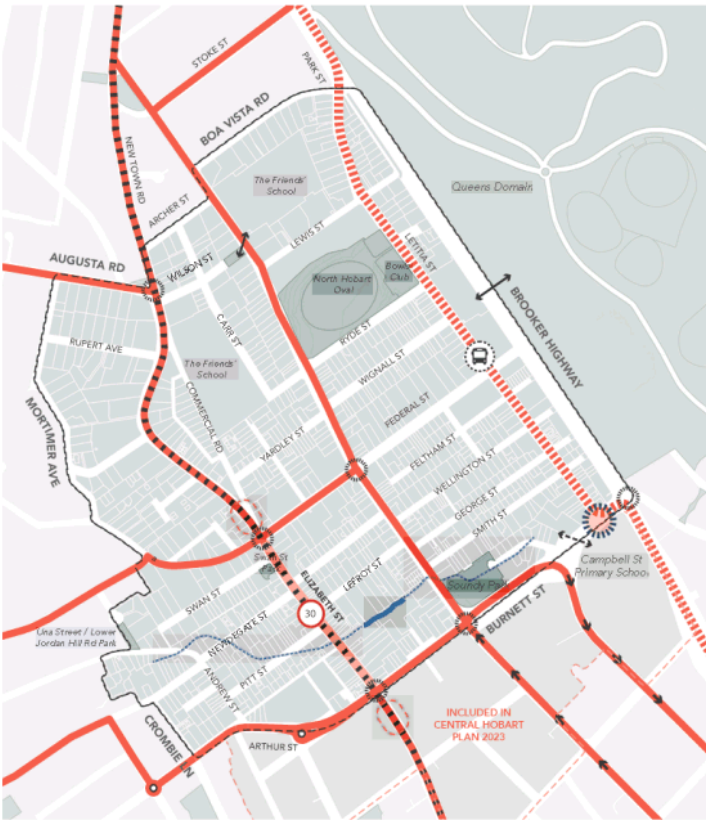 STOKE ST
PARK ST
BOA VISTA RD
NEW TOWN RD
The Friends'
School
Queens Domain
ARCHER ST
LEWIS ST
LETITIA ST
AUGUSTA RD
WILSON ST
North Hobart
Oval
Bowls
Club
BROOKER HIGHWAY
CARR ST
RYDE ST
RUPERT AVE
The Friends'
School
WIGNALL ST
MORTIMER AVE
COMMERCIAL RD
FEDERAL ST
YARDLEY ST
FELTHAM ST
WELLINGTON ST
GEORGE ST
SMITH ST
Swan St
Park
Campbell St
Primary School
ELIZABETH ST
LEFROY ST
Soundy Park
SWAN ST
30
BURNETT ST
Una Street / Lower
Jordan Hill Rd Park
NEWDEGATE ST
PITT ST
ANDREW ST
INCLUDED IN
CENTRAL HOBART
PLAN 2023
CROMBIE LN
ARTHUR ST